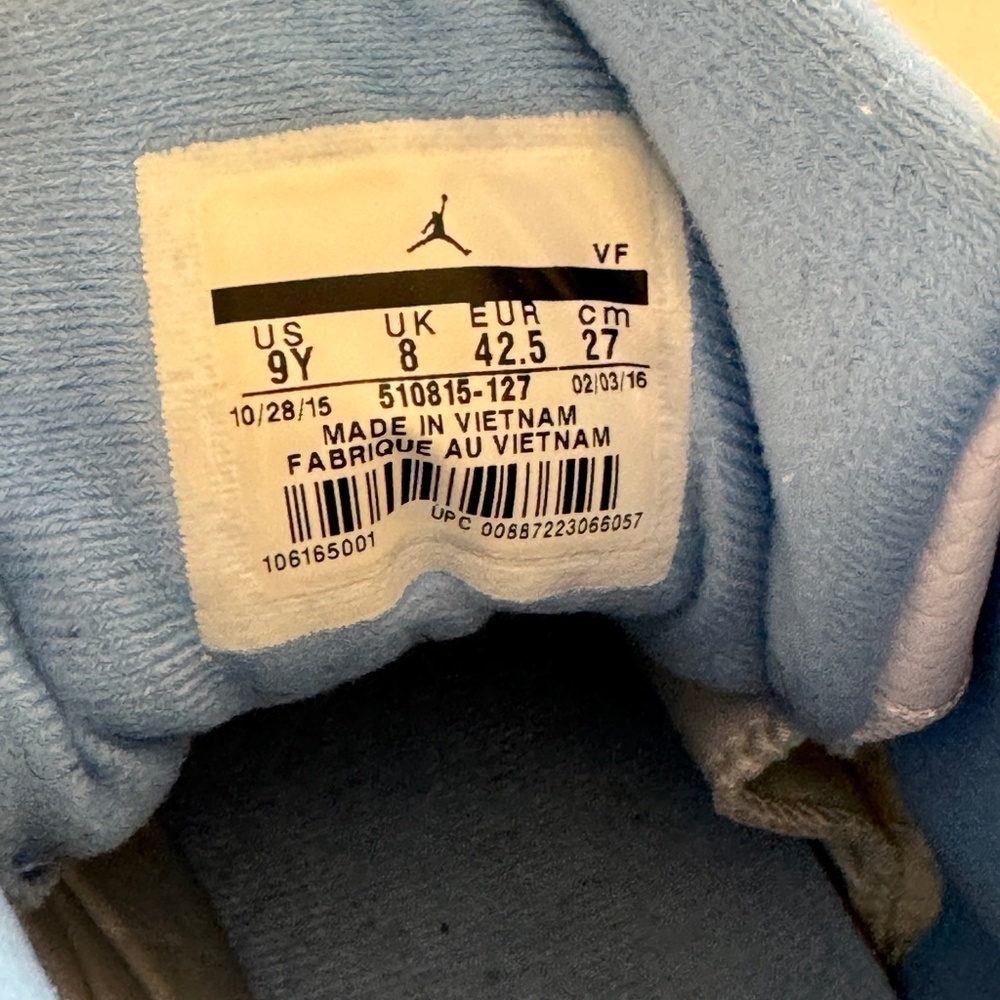 VF
US UK EUR cm
9Y 8 42.5 27
10/28/15 510815-127 02/03/16
MADE IN VIETNAM
FABRIQUE AU VIETNAM
106165001 UPC 00887223066057